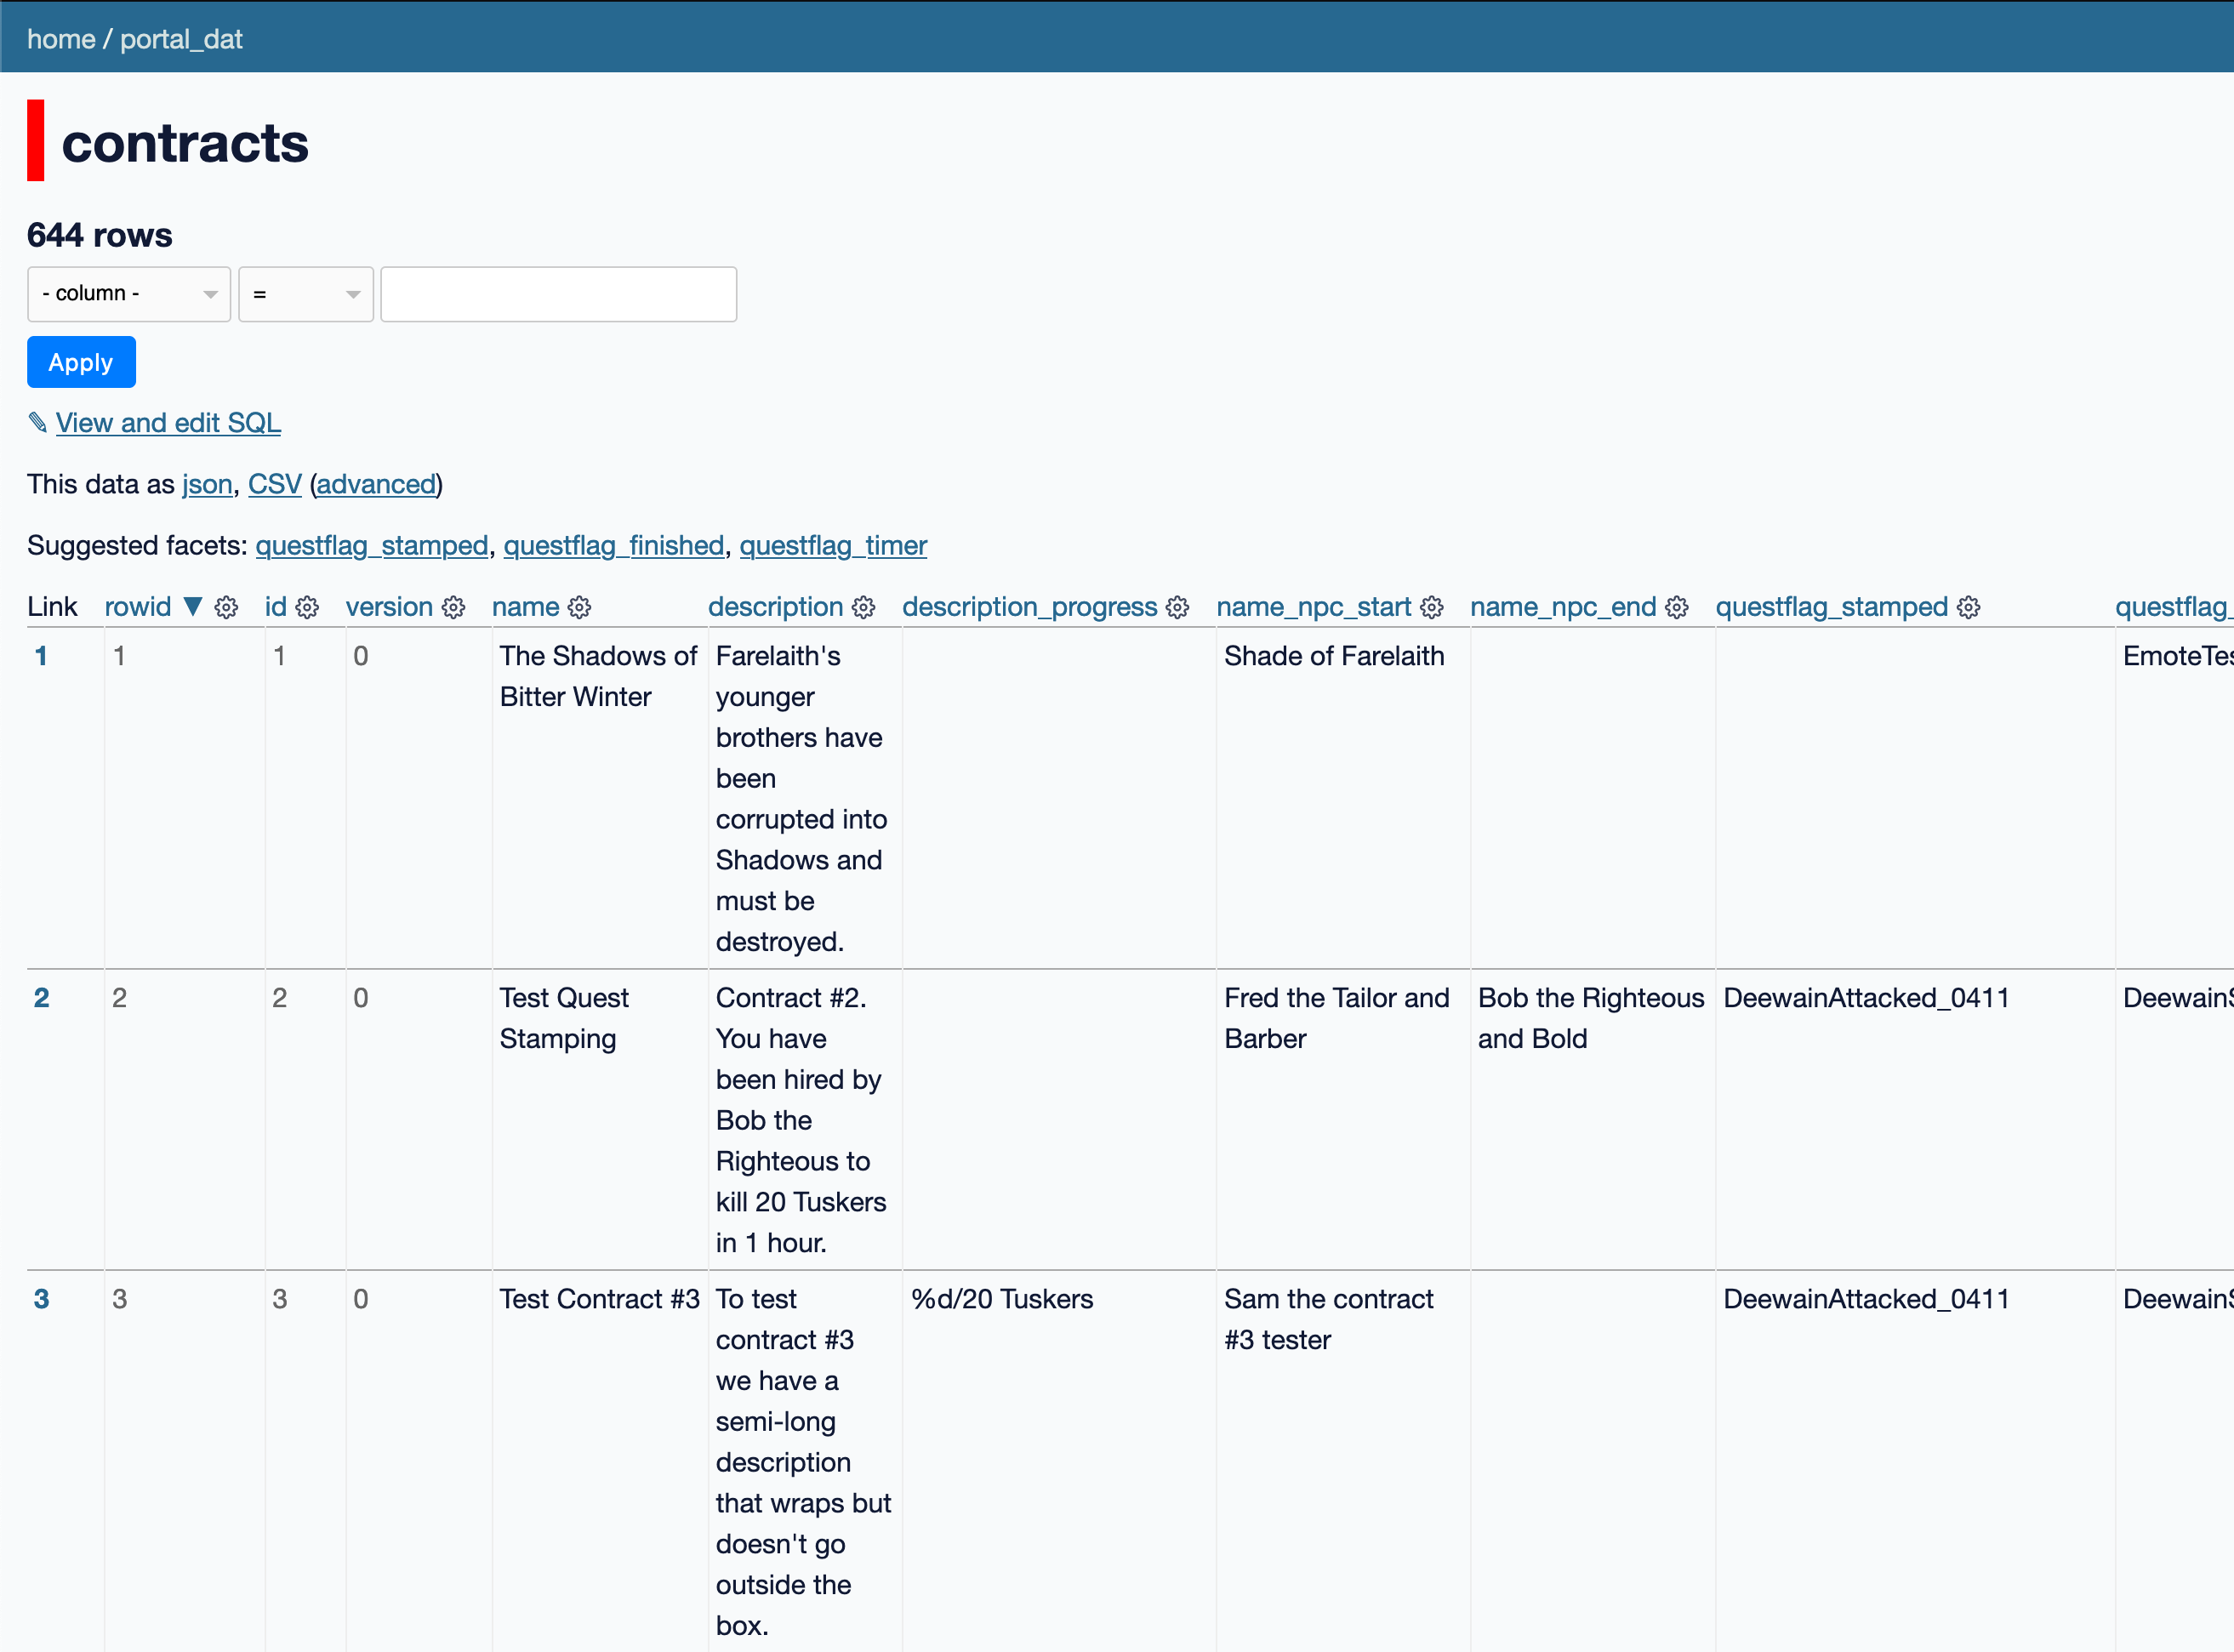 home / portal_dat
contracts
644 rows
- column -
=
Apply
✎ View and edit SQL
This data as json, CSV (advanced)
Suggested facets: questflag_stamped, questflag_finished, questflag_timer
Link rowid ▼ id version name description description_progress name_npc_start name_npc_end questflag_stamped questflag_
1 1 1 0 The Shadows of Farelaith's Shade of Farelaith EmoteTes
Bitter Winter younger
brothers have
been
corrupted into
Shadows and
must be
destroyed.
2 2 2 0 Test Quest Contract #2. Fred the Tailor and Bob the Righteous DeewainAttacked_0411 DeewainS
Stamping You have Barber and Bold
been hired by
Bob the
Righteous to
kill 20 Tuskers
in 1 hour.
3 3 3 0 Test Contract #3 To test %d/20 Tuskers Sam the contract DeewainAttacked_0411 DeewainS
contract #3 #3 tester
we have a
semi-long
description
that wraps but
doesn't go
outside the
box.